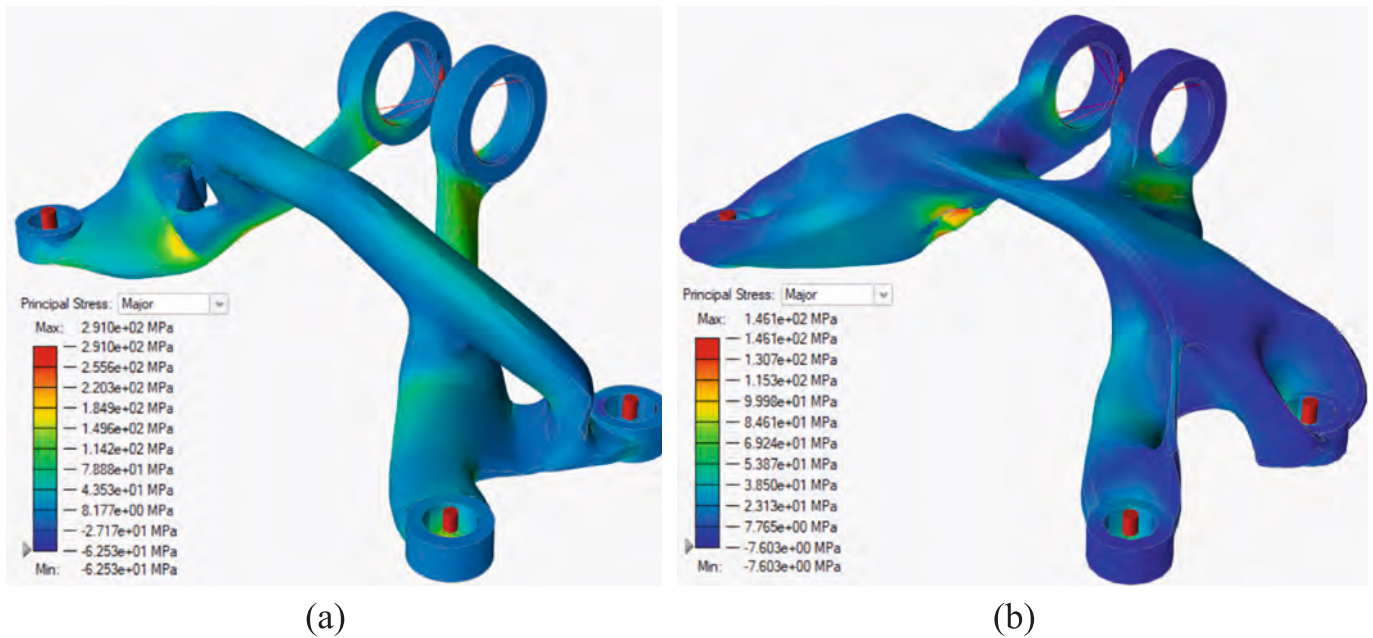 Principal Stress: Major
Max: 2.910e+02 MPa
2.910e+02 MPa
2.556e+02 MPa
2.203e+02 MPa
1.849e+02 MPa
1.496e+02 MPa
1.142e+02 MPa
7.888e+01 MPa
4.353e+01 MPa
8.177e+00 MPa
-2.717e+01 MPa
-6.253e+01 MPa
Min: -6.253e+01 MPa
(a)
Principal Stress: Major
Max: 1.461e+02 MPa
1.461e+02 MPa
1.307e+02 MPa
1.153e+02 MPa
9.998e+01 MPa
8.461e+01 MPa
6.924e+01 MPa
5.387e+01 MPa
3.850e+01 MPa
2.313e+01 MPa
7.765e+00 MPa
-7.603e+00 MPa
Min: -7.603e+00 MPa
(b)